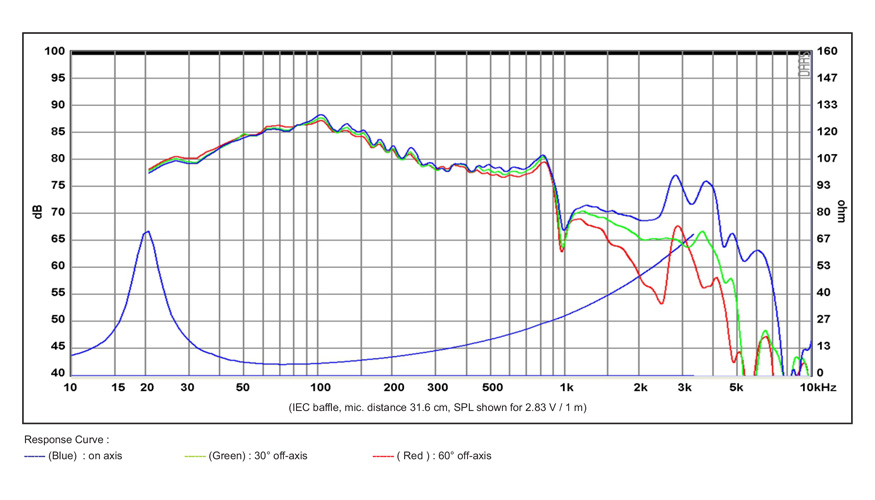 100 160
95 147
90 133
85 120
80 107
75 93
70 80
65 67
60 53
55 40
50 27
45 13
40 0
dB
ohm
DAAS
10 15 20 30 50 100 200 300 500 1k 2k 3k 5k 10kHz
(IEC baffle, mic. distance 31.6 cm, SPL shown for 2.83 V / 1 m)
Response Curve :
(Blue) : on axis (Green) : 30° off-axis ( Red ) : 60° off-axis